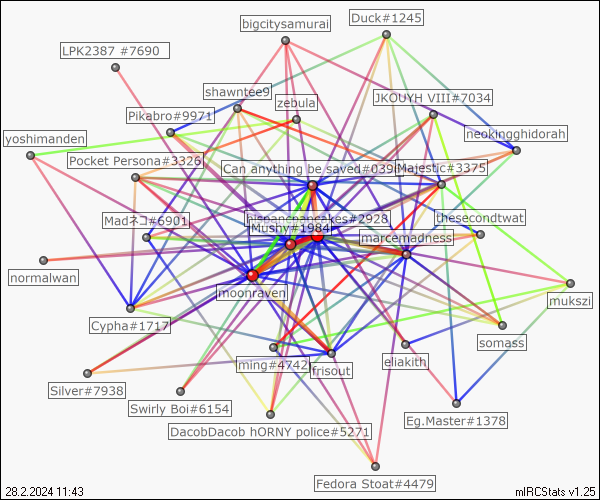 bigcitysamurai
Duck#1245
LPK2387 #7690
shawntee9
zebula
JKOUYH VIII#7034
Pikabro#9971
yoshimanden
neokingghidorah
Pocket Persona#3326
Can anything be saved#039
Majestic#3375
Madネコ#6901
hispanicpancakes#2928
thesecondtwat
Mushy#1984
marcemadness
normalwan
moonraven
mukszi
Cypha#1717
somass
ming#4742
frisout
eliakith
Silver#7938
Swirly Boi#6154
Eg.Master#1378
DacobDacob hORNY police#5271
Fedora Stoat#4479
28.2.2024 11:43
mIRCStats v1.25